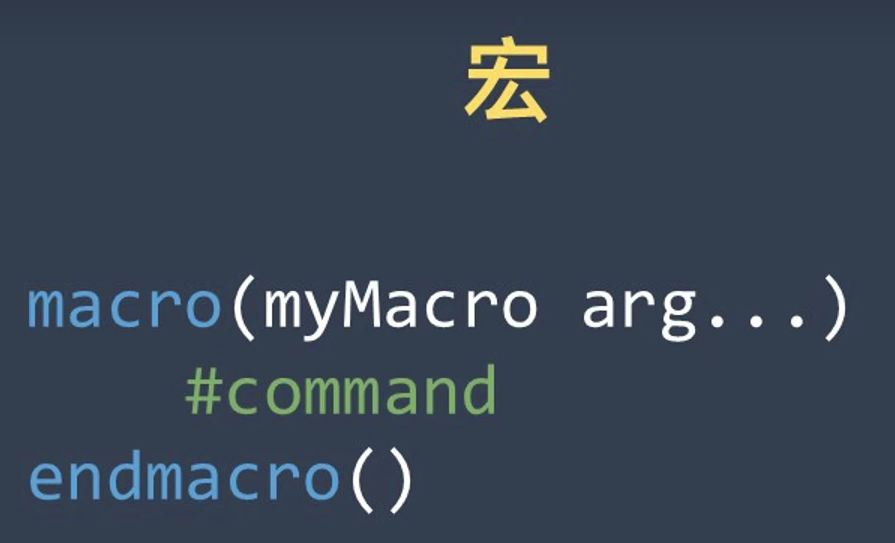 宏
macro(myMacro arg...)
#command
endmacro()